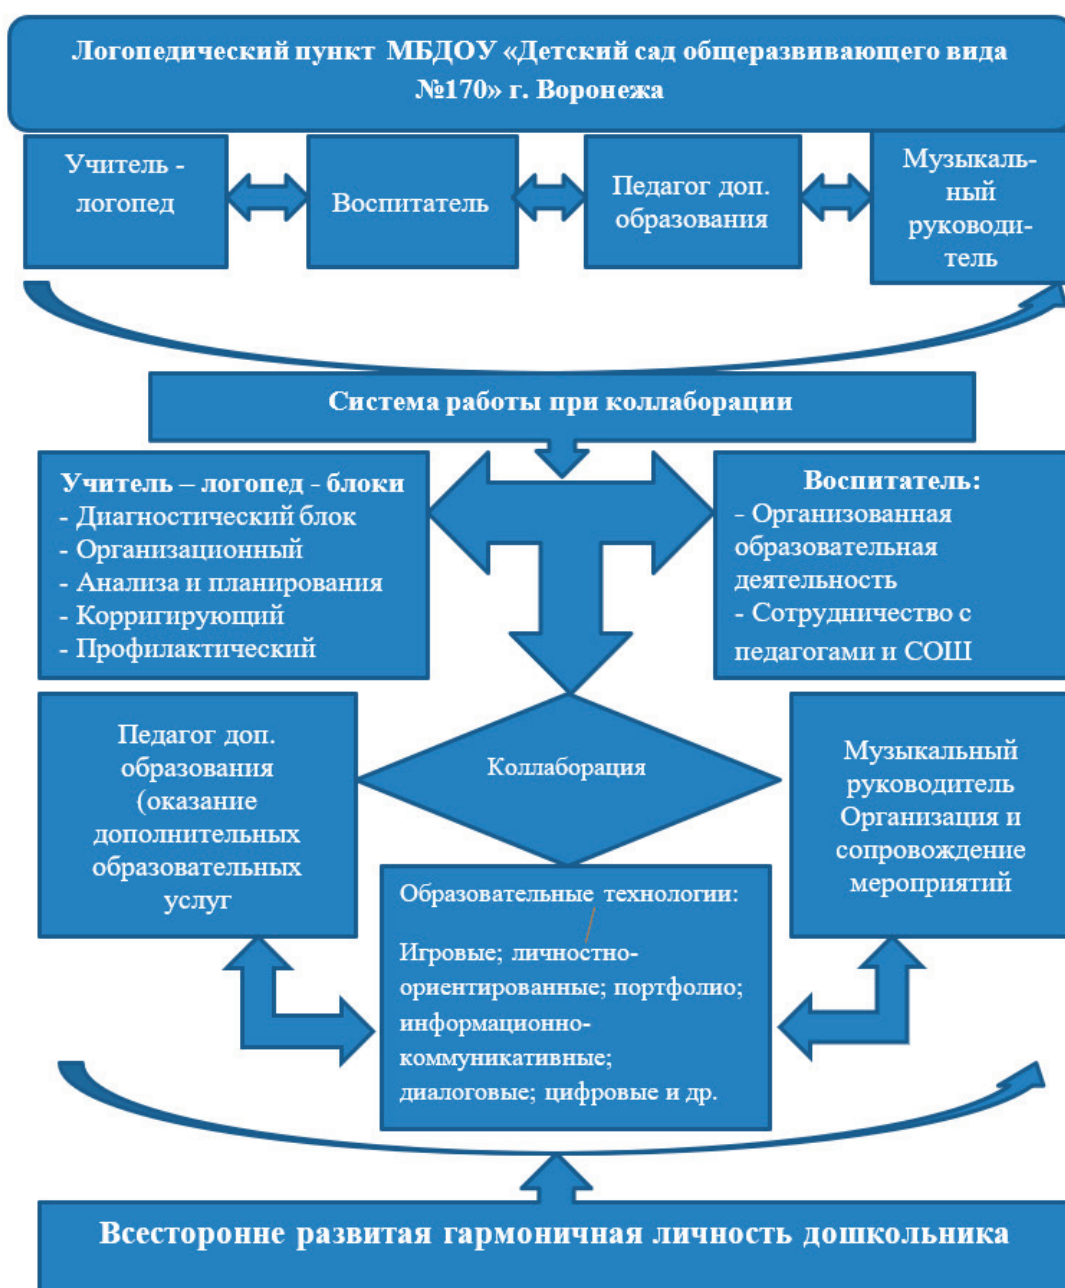 Логопедический пункт МБДОУ «Детский сад общеразвивающего вида
№170» г. Воронежа
Учитель -
логопед
Воспитатель
Педагог доп.
образования
Музыкаль-
ный
руководи-
тель
Система работы при коллаборации
Учитель – логопед - блоки
- Диагностический блок
- Организационный
- Анализа и планирования
- Корригирующий
- Профилактический
Воспитатель:
- Организованная
образовательная
деятельность
- Сотрудничество с
педагогами и СОШ
Педагог доп.
образования
(оказание
дополнительных
образовательных
услуг
Коллаборация
Музыкальный
руководитель
Организация и
сопровождение
мероприятий
Образовательные технологии:
Игровые; личностно-
ориентированные; портфолио;
информационно-
коммуникативные;
диалоговые; цифровые и др.
Всесторонне развитая гармоничная личность дошкольника